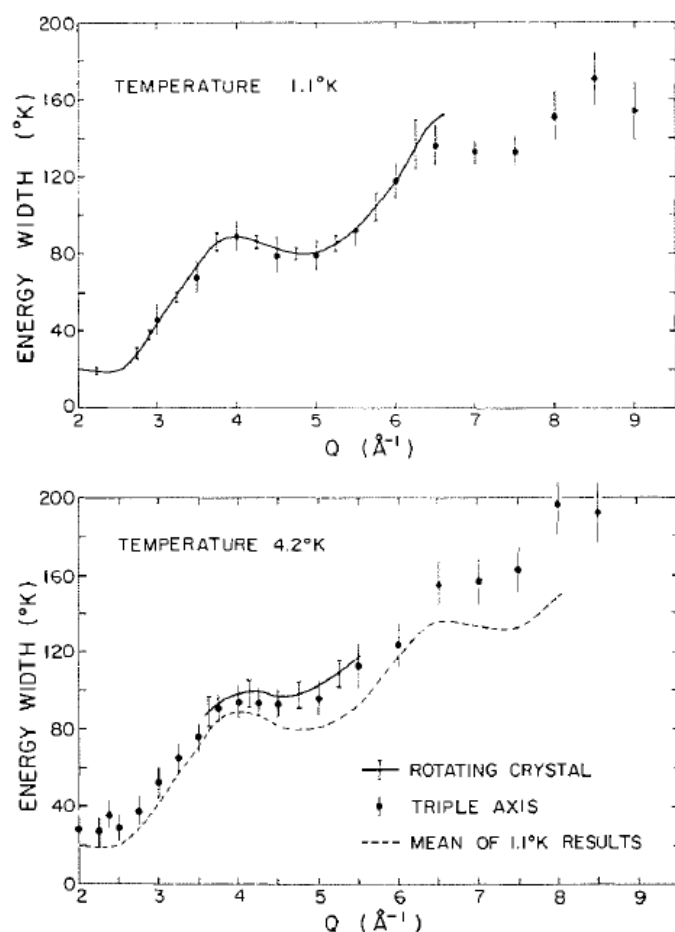 200
TEMPERATURE 1.1°K
160
120
80
40
0
ENERGY WIDTH (°K)
2 3 4 5 6 7 8 9
Q (Å⁻¹)
200
TEMPERATURE 4.2°K
160
120
80
40
0
ENERGY WIDTH (°K)
ROTATING CRYSTAL
TRIPLE AXIS
MEAN OF 1.1°K RESULTS
2 3 4 5 6 7 8 9
Q (Å⁻¹)